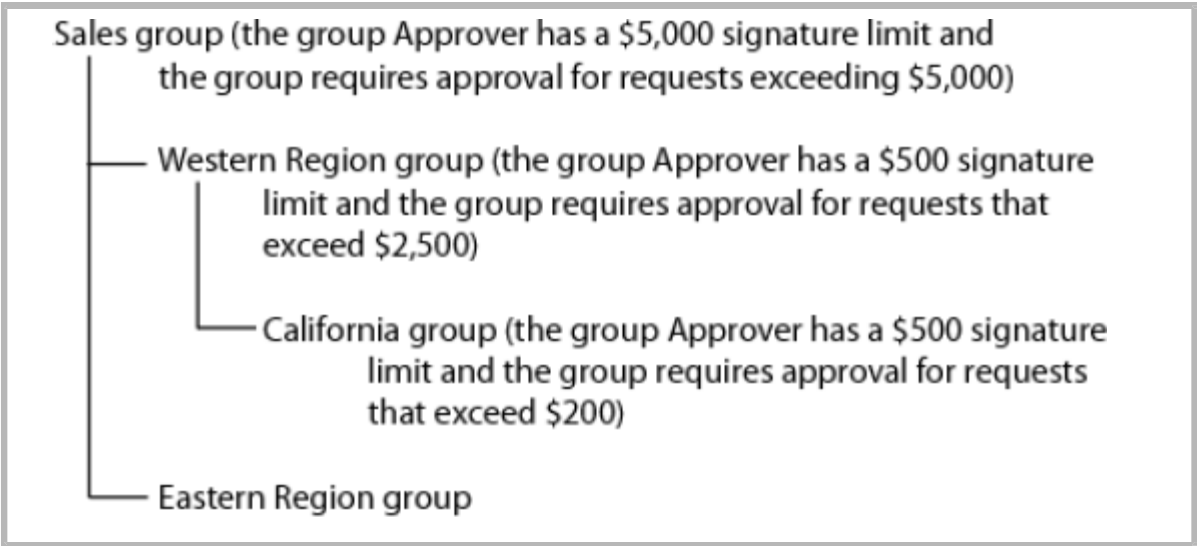 Sales group (the group Approver has a $5,000 signature limit and
the group requires approval for requests exceeding $5,000)
Western Region group (the group Approver has a $500 signature
limit and the group requires approval for requests that
exceed $2,500)
California group (the group Approver has a $500 signature
limit and the group requires approval for requests
that exceed $200)
Eastern Region group